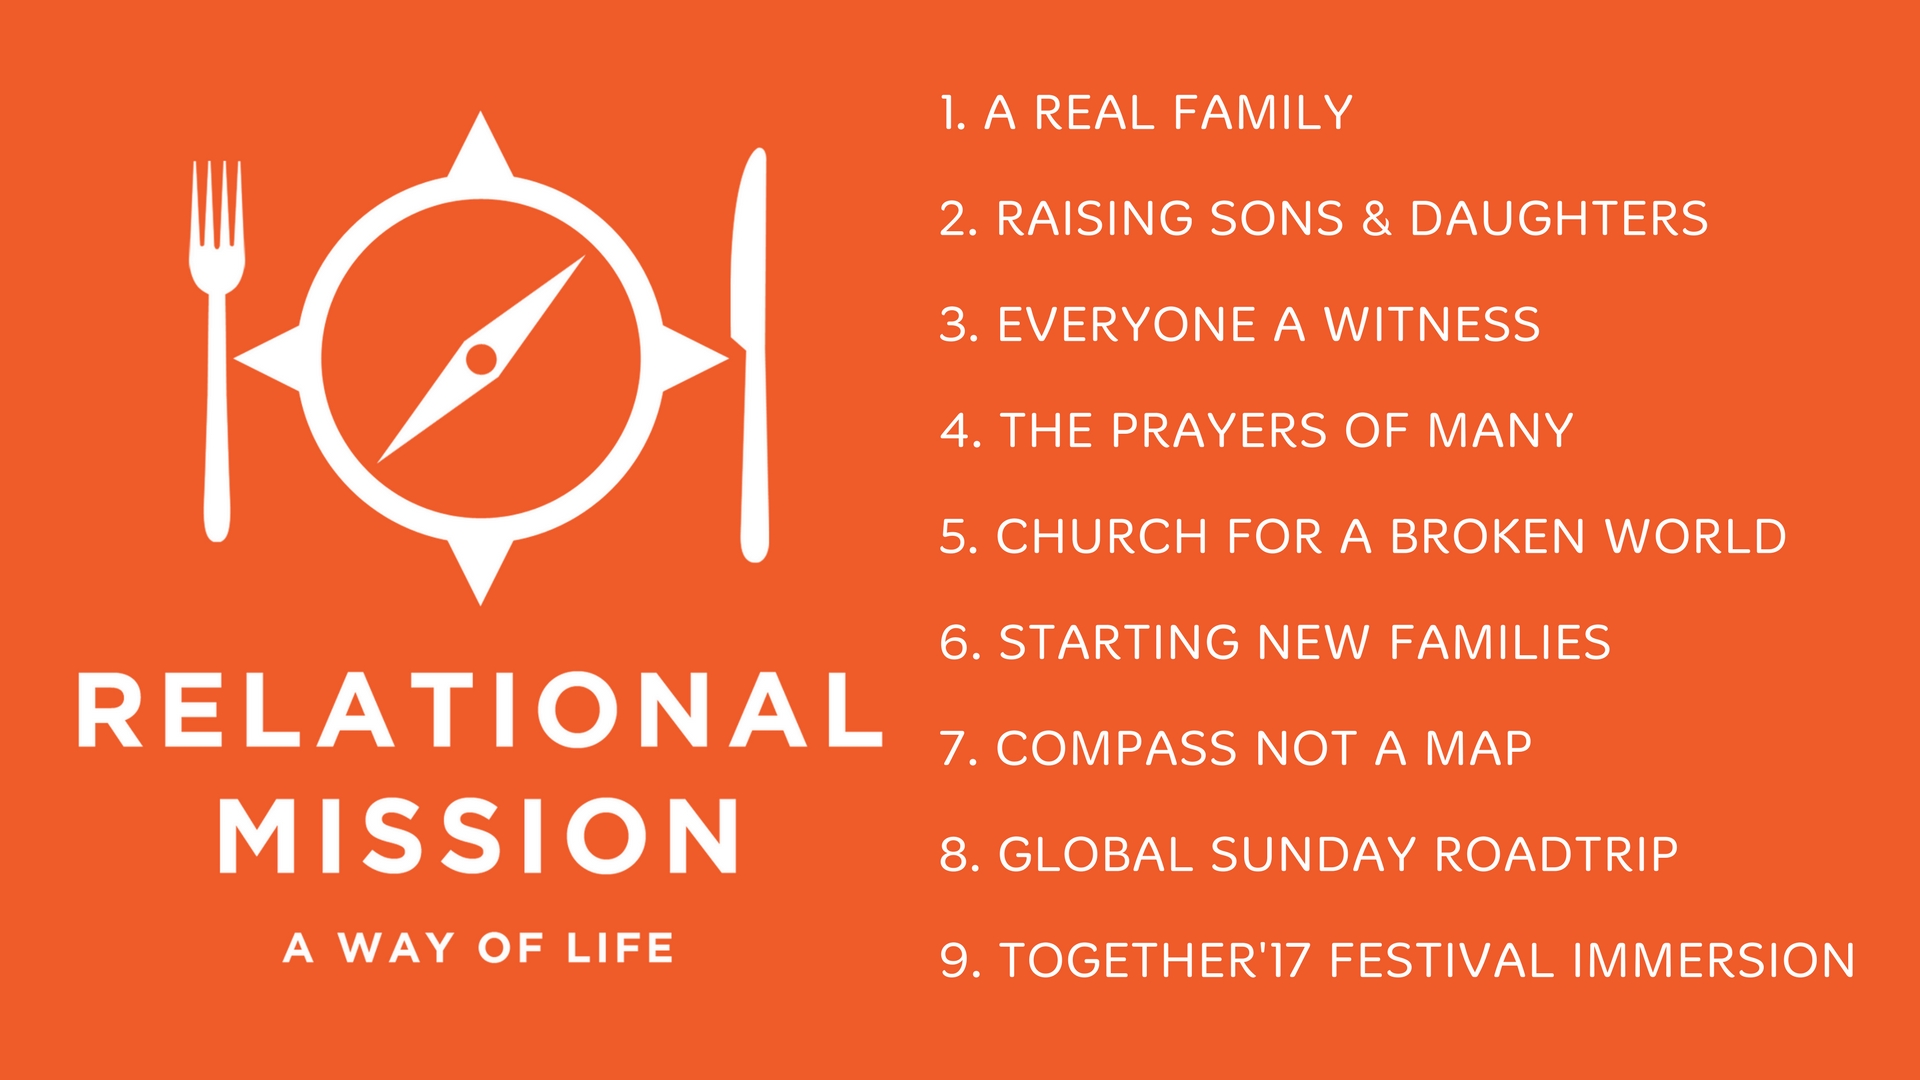 RELATIONAL
MISSION
A WAY OF LIFE
1. A REAL FAMILY
2. RAISING SONS & DAUGHTERS
3. EVERYONE A WITNESS
4. THE PRAYERS OF MANY
5. CHURCH FOR A BROKEN WORLD
6. STARTING NEW FAMILIES
7. COMPASS NOT A MAP
8. GLOBAL SUNDAY ROADTRIP
9. TOGETHER'17 FESTIVAL IMMERSION